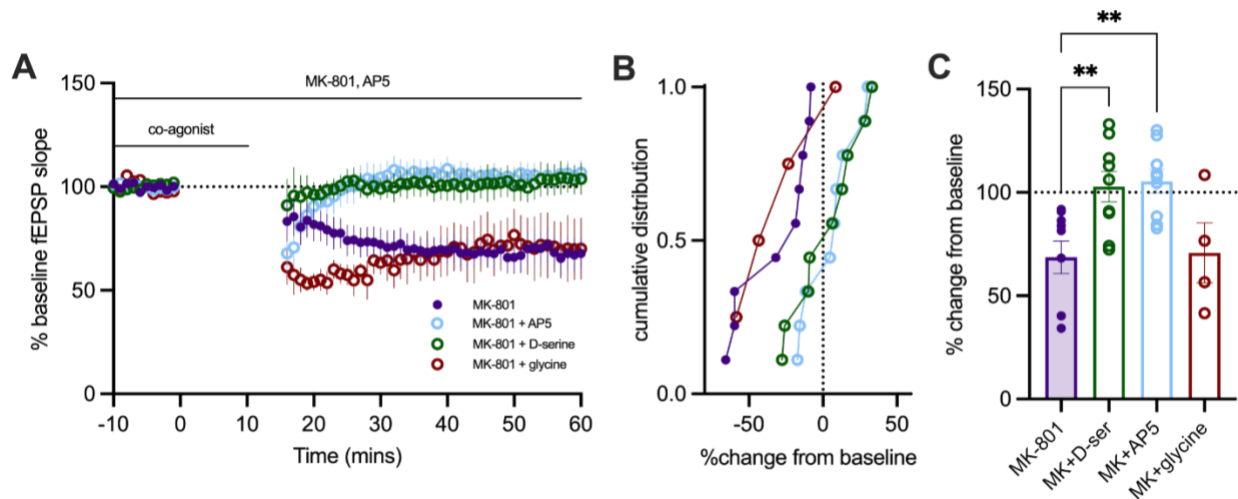 A
% baseline fEPSP slope
150
100
50
0
MK-801, AP5
co-agonist
MK-801
MK-801 + AP5
MK-801 + D-serine
MK-801 + glycine
-10 0 10 20 30 40 50 60
Time (mins)
B
cumulative distribution
1.0
0.5
0.0
-50 0 50
%change from baseline
C
% change from baseline
150
100
50
0
**
**
MK-801
MK+D-ser
MK+AP5
MK+glycine